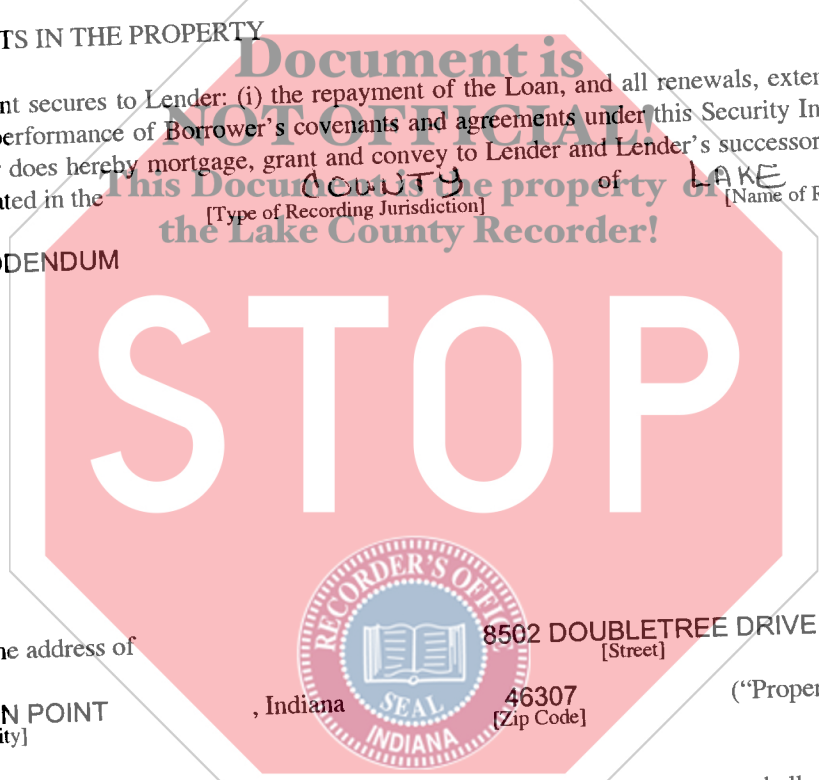 TS IN THE PROPERTY
Document is
nt secures to Lender: (i) the repayment of the Loan, and all renewals, exten
NOT OFFICIAL!
performance of Borrower's covenants and agreements under this Security In
does hereby mortgage, grant and convey to Lender and Lender's successor
This Document is the property of
ated in the COUNTY of LAKE
[Type of Recording Jurisdiction] [Name of R
the Lake County Recorder!
DDENDUM
STOP
RECORDER'S OFFICE
SEAL
INDIANA
he address of 8502 DOUBLETREE DRIVE
[Street]
N POINT , Indiana 46307 ("Proper
ity] [Zip Code]